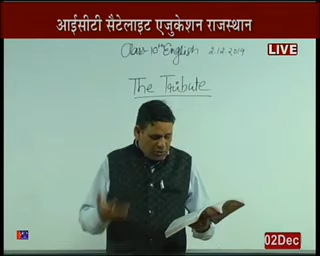 आईसीटी सैटेलाइट एजुकेशन राजस्थान
LIVE
Class-10th English 2.12.2019
The Tribute
02Dec